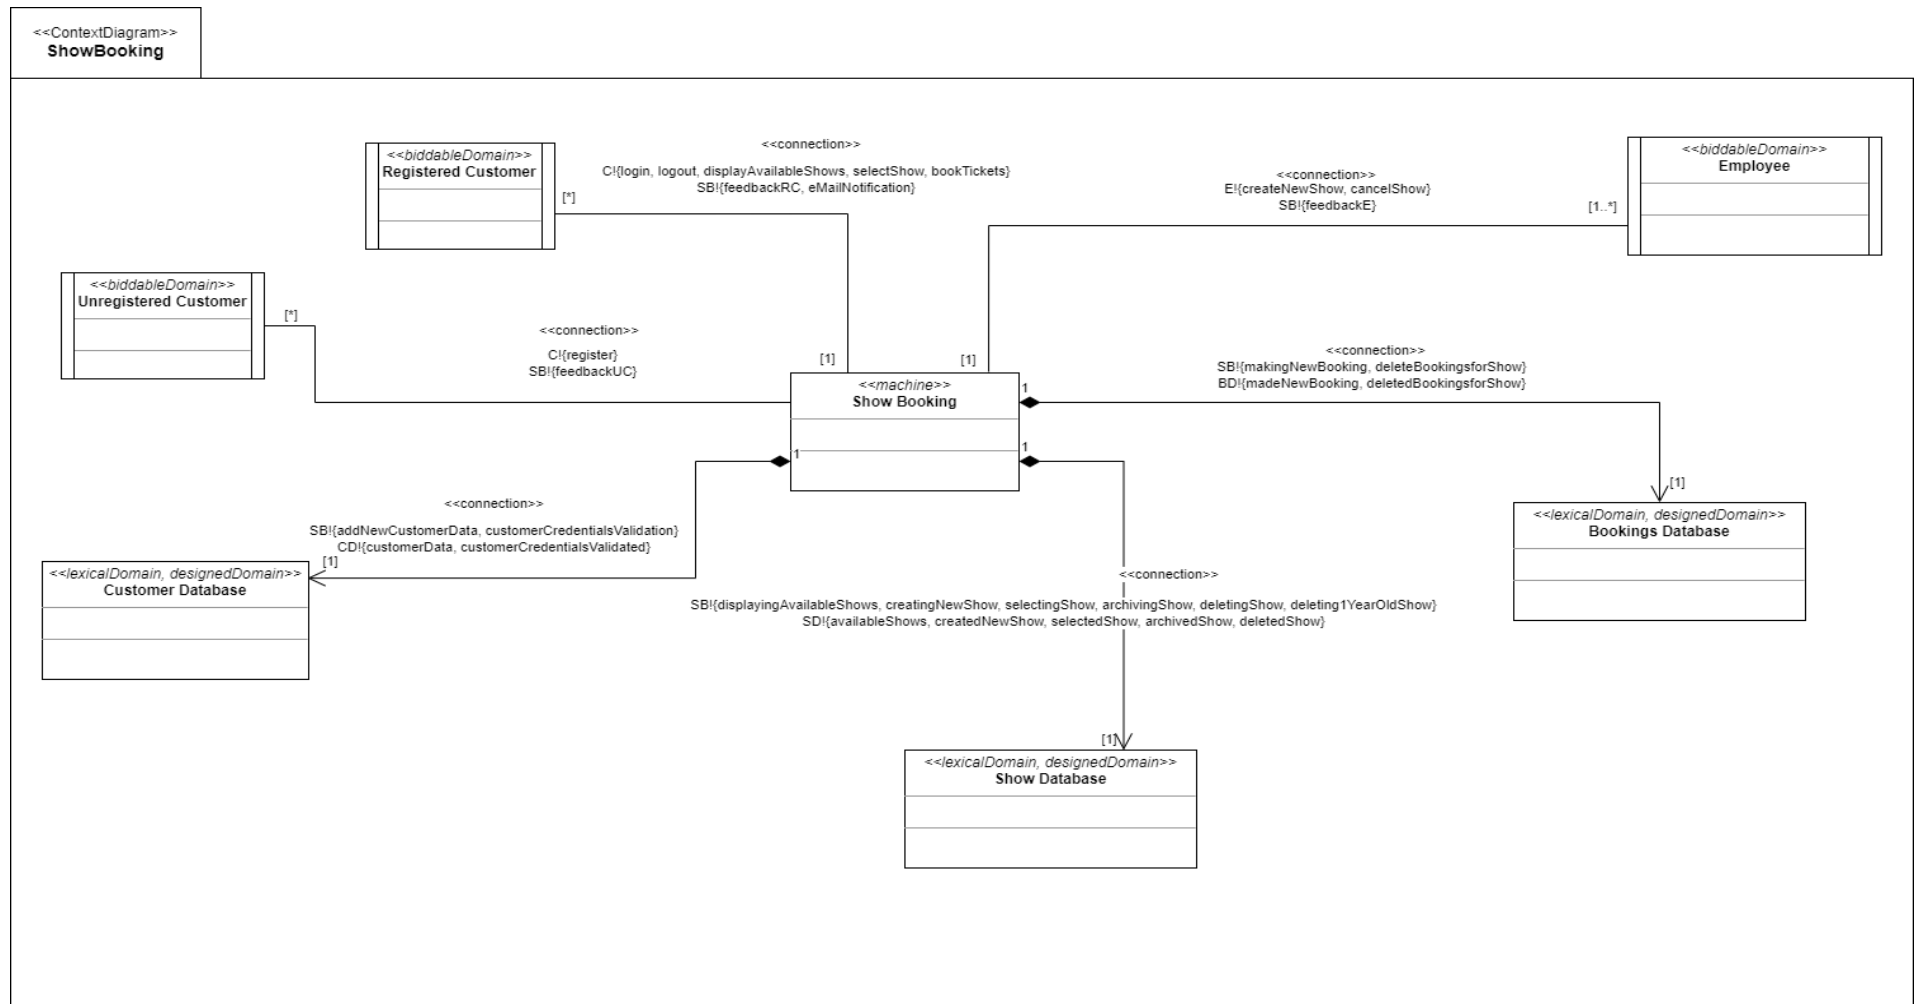 <<ContextDiagram>>
ShowBooking
<<connection>>
C!{login, logout, displayAvailableShows, selectShow, bookTickets}
SB!{feedbackRC, eMailNotification}
<<biddableDomain>>
Registered Customer
[*]
<<biddableDomain>>
Employee
<<connection>>
E!{createNewShow, cancelShow}
SB!{feedbackE}
[1..*]
<<biddableDomain>>
Unregistered Customer
[*]
<<connection>>
C!{register}
SB!{feedbackUC}
[1]
[1]
<<connection>>
SB!{makingNewBooking, deleteBookingsforShow}
BD!{madeNewBooking, deletedBookingsforShow}
<<machine>>
Show Booking
1
1
1
<<connection>>
SB!{addNewCustomerData, customerCredentialsValidation}
CD!{customerData, customerCredentialsValidated}
[1]
<<lexicalDomain, designedDomain>>
Customer Database
[1]
<<lexicalDomain, designedDomain>>
Bookings Database
<<connection>>
SB!{displayingAvailableShows, creatingNewShow, selectingShow, archivingShow, deletingShow, deleting1YearOldShow}
SD!{availableShows, createdNewShow, selectedShow, archivedShow, deletedShow}
[1]
<<lexicalDomain, designedDomain>>
Show Database